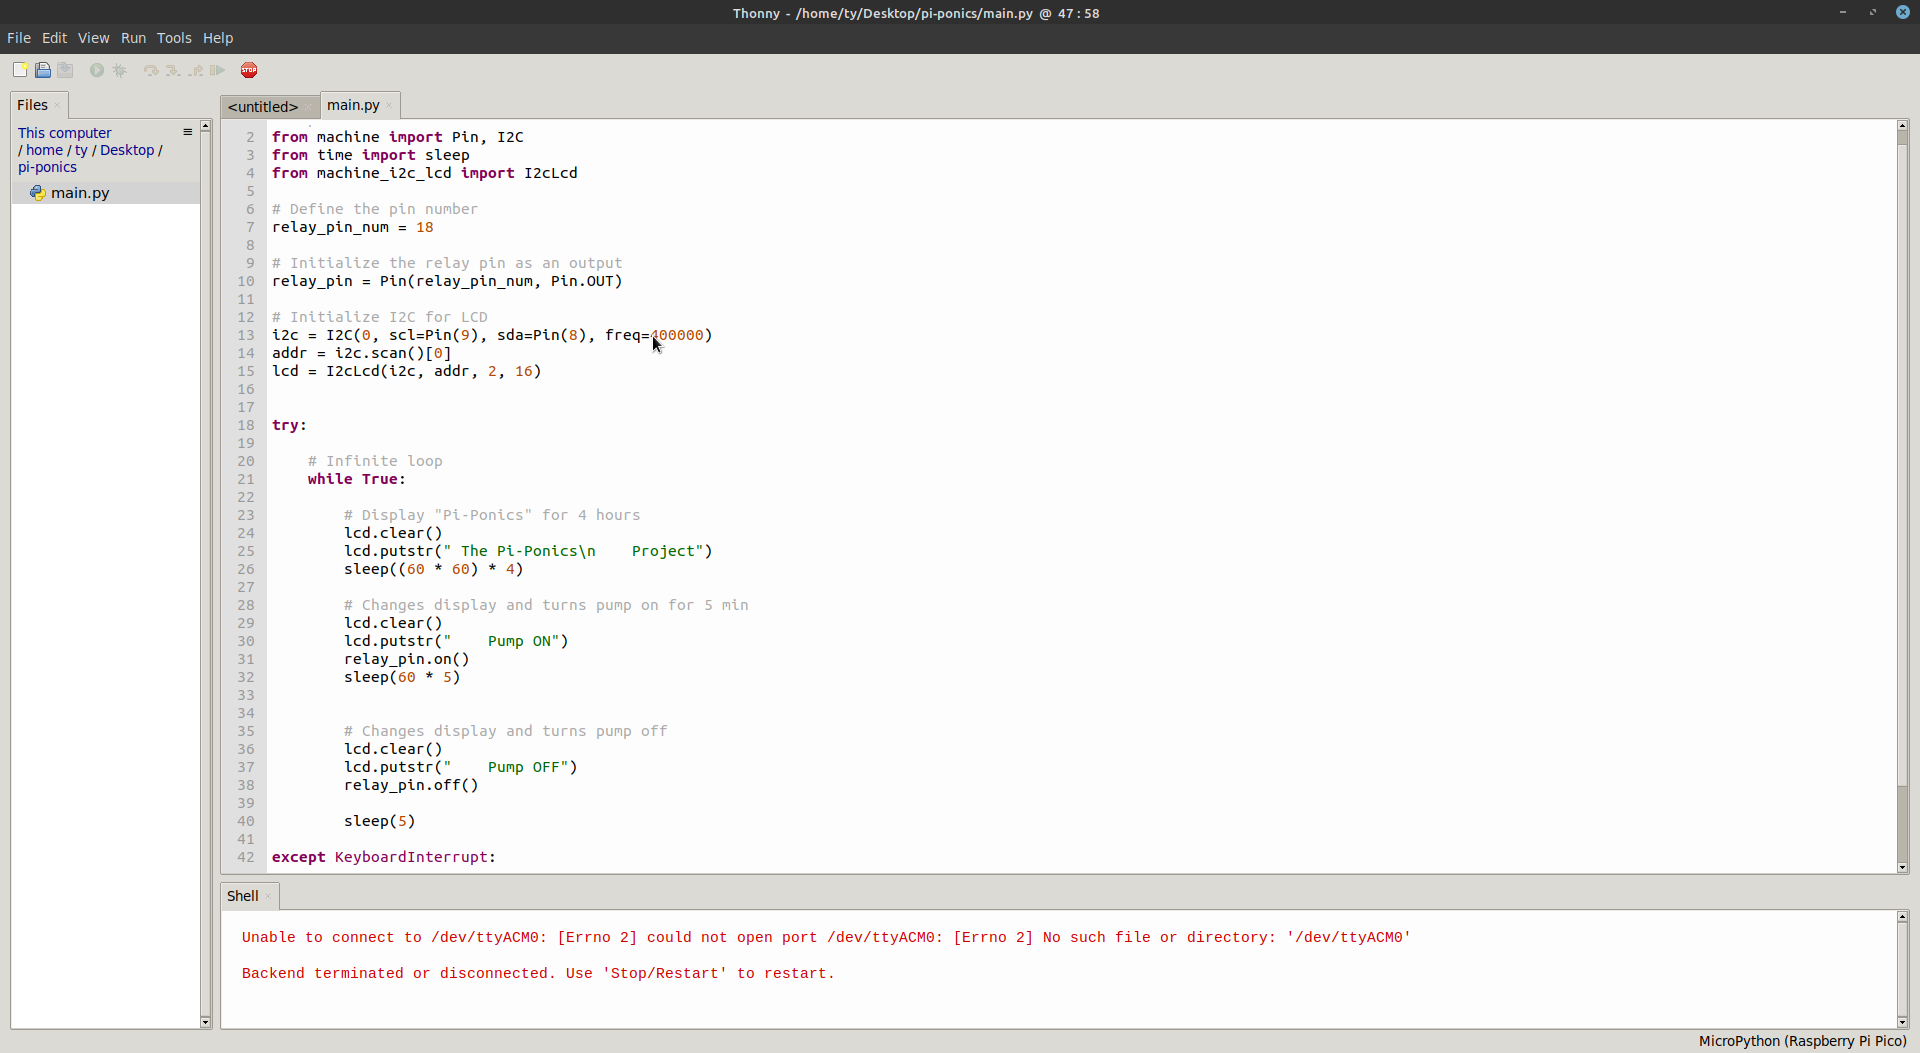 Thonny - /home/ty/Desktop/pi-ponics/main.py @ 47 : 58
File Edit View Run Tools Help
STOP
Files
This computer
/ home / ty / Desktop /
pi-ponics
main.py
<untitled> main.py
2 from machine import Pin, I2C
3 from time import sleep
4 from machine_i2c_lcd import I2cLcd
5
6 # Define the pin number
7 relay_pin_num = 18
8
9 # Initialize the relay pin as an output
10 relay_pin = Pin(relay_pin_num, Pin.OUT)
11
12 # Initialize I2C for LCD
13 i2c = I2C(0, scl=Pin(9), sda=Pin(8), freq=400000)
14 addr = i2c.scan()[0]
15 lcd = I2cLcd(i2c, addr, 2, 16)
16
17
18 try:
19
20     # Infinite loop
21     while True:
22
23         # Display "Pi-Ponics" for 4 hours
24         lcd.clear()
25         lcd.putstr(" The Pi-Ponics\n    Project")
26         sleep((60 * 60) * 4)
27
28         # Changes display and turns pump on for 5 min
29         lcd.clear()
30         lcd.putstr("    Pump ON")
31         relay_pin.on()
32         sleep(60 * 5)
33
34
35         # Changes display and turns pump off
36         lcd.clear()
37         lcd.putstr("    Pump OFF")
38         relay_pin.off()
39
40         sleep(5)
41
42 except KeyboardInterrupt:
Shell
Unable to connect to /dev/ttyACM0: [Errno 2] could not open port /dev/ttyACM0: [Errno 2] No such file or directory: '/dev/ttyACM0'
Backend terminated or disconnected. Use 'Stop/Restart' to restart.
MicroPython (Raspberry Pi Pico)